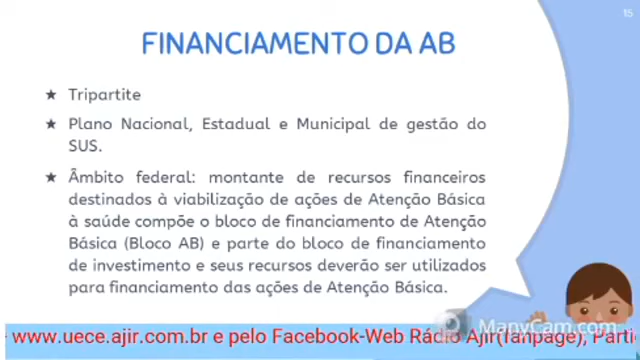 15
FINANCIAMENTO DA AB
★ Tripartite
★ Plano Nacional, Estadual e Municipal de gestão do
SUS.
★ Âmbito federal: montante de recursos financeiros
destinados à viabilização de ações de Atenção Básica
à saúde compõe o bloco de financiamento de Atenção
Básica (Bloco AB) e parte do bloco de financiamento
de investimento e seus recursos deverão ser utilizados
para financiamento das ações de Atenção Básica.
ManyCam.com
www.uece.ajir.com.br e pelo Facebook-Web Rádio Ajir(fanpage), Parti